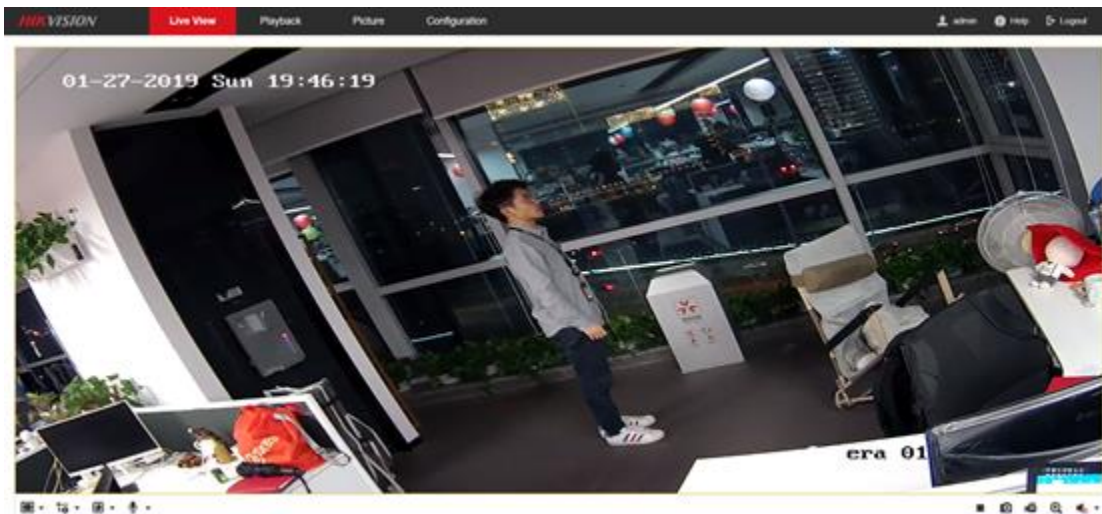 HIKVISION Live View Playback Picture Configuration admin Help Logout
01-27-2019 Sun 19:46:19
era 01